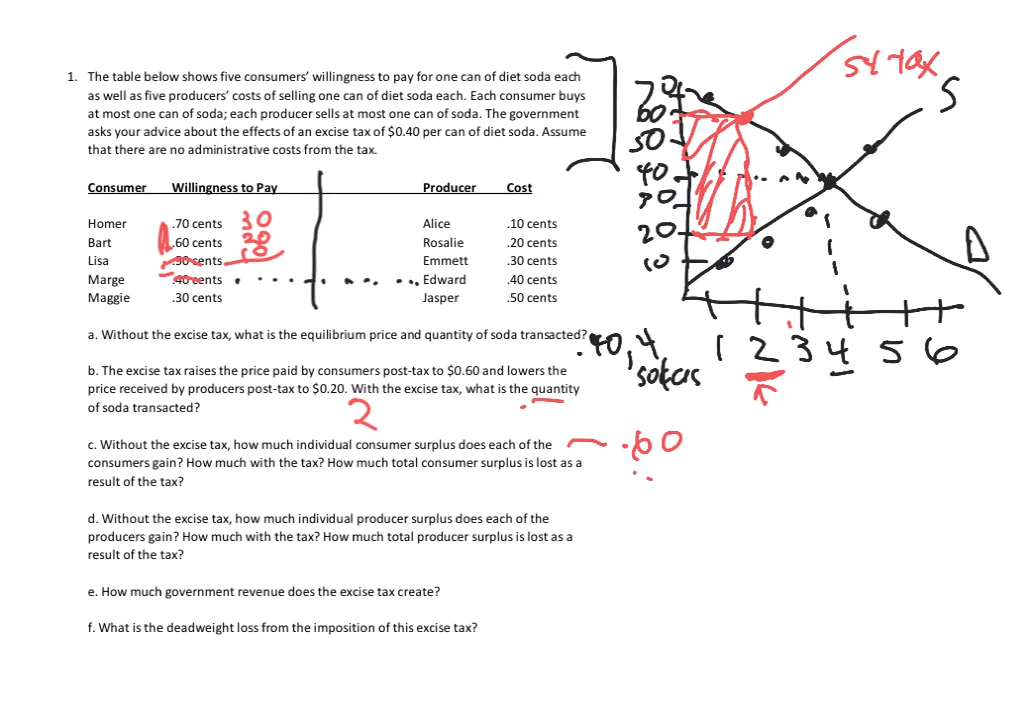 1. The table below shows five consumers' willingness to pay for one can of diet soda each
as well as five producers' costs of selling one can of diet soda each. Each consumer buys
at most one can of soda; each producer sells at most one can of soda. The government
asks your advice about the effects of an excise tax of $0.40 per can of diet soda. Assume
that there are no administrative costs from the tax.
Consumer Willingness to Pay Producer Cost
Homer .70 cents 30 Alice .10 cents
Bart .60 cents 20 Rosalie .20 cents
Lisa .50 cents 10 Emmett .30 cents
Marge .40 cents Edward .40 cents
Maggie .30 cents Jasper .50 cents
a. Without the excise tax, what is the equilibrium price and quantity of soda transacted?
.40, 4
sodas
b. The excise tax raises the price paid by consumers post-tax to $0.60 and lowers the
price received by producers post-tax to $0.20. With the excise tax, what is the quantity
of soda transacted?
2
c. Without the excise tax, how much individual consumer surplus does each of the
consumers gain? How much with the tax? How much total consumer surplus is lost as a
result of the tax?
.60
d. Without the excise tax, how much individual producer surplus does each of the
producers gain? How much with the tax? How much total producer surplus is lost as a
result of the tax?
e. How much government revenue does the excise tax create?
f. What is the deadweight loss from the imposition of this excise tax?
S+tax
S
70
60
50
40
30
20
10
D
1 2 3 4 5 6